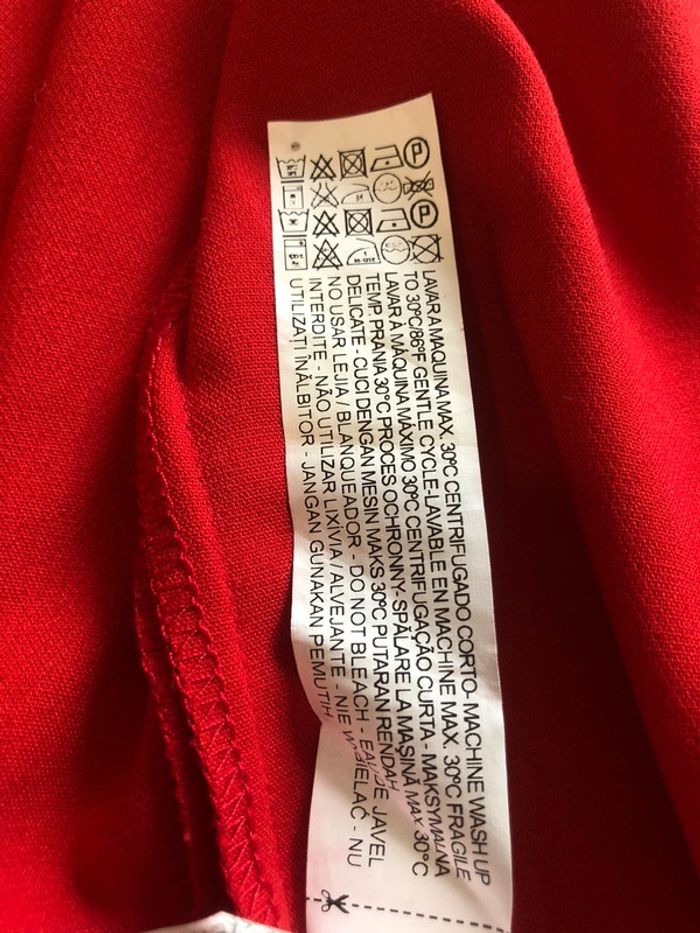 LAVAR A MAQUINA MAX. 30ºC CENTRIFUGADO CORTO- MACHINE WASH UP
TO 30ºC/86ºF GENTLE CYCLE-LAVABLE EN MACHINE MAX. 30ºC FRAGILE
LAVAR À MÁQUINA MÁXIMO 30ºC CENTRIFUGAÇÃO CURTA - MAKSYMALNA
TEMP. PRANIA 30°C PROCES OCHRONNY-SPĂLARE LA MAȘINĂ MAX. 30°C
DELICATE - CUCI DENGAN MESIN MAKS 30ºC PUTARAN RENDAH
NO USAR LEJIA / BLANQUEADOR - DO NOT BLEACH - EAU DE JAVEL
INTERDITE - NÃO UTILIZAR LIXÍVIA / ALVEJANTE - NIE WYBIELAĆ - NU
UTILIZAȚI ÎNĂLBITOR - JANGAN GUNAKAN PEMUTIH